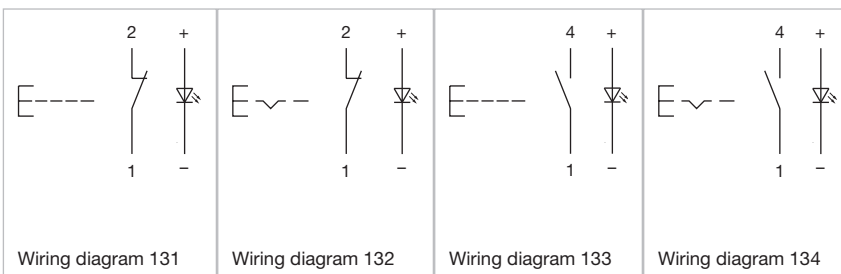 2 +
1 −
Wiring diagram 131
2 +
1 −
Wiring diagram 132
4 +
1 −
Wiring diagram 133
4 +
1 −
Wiring diagram 134